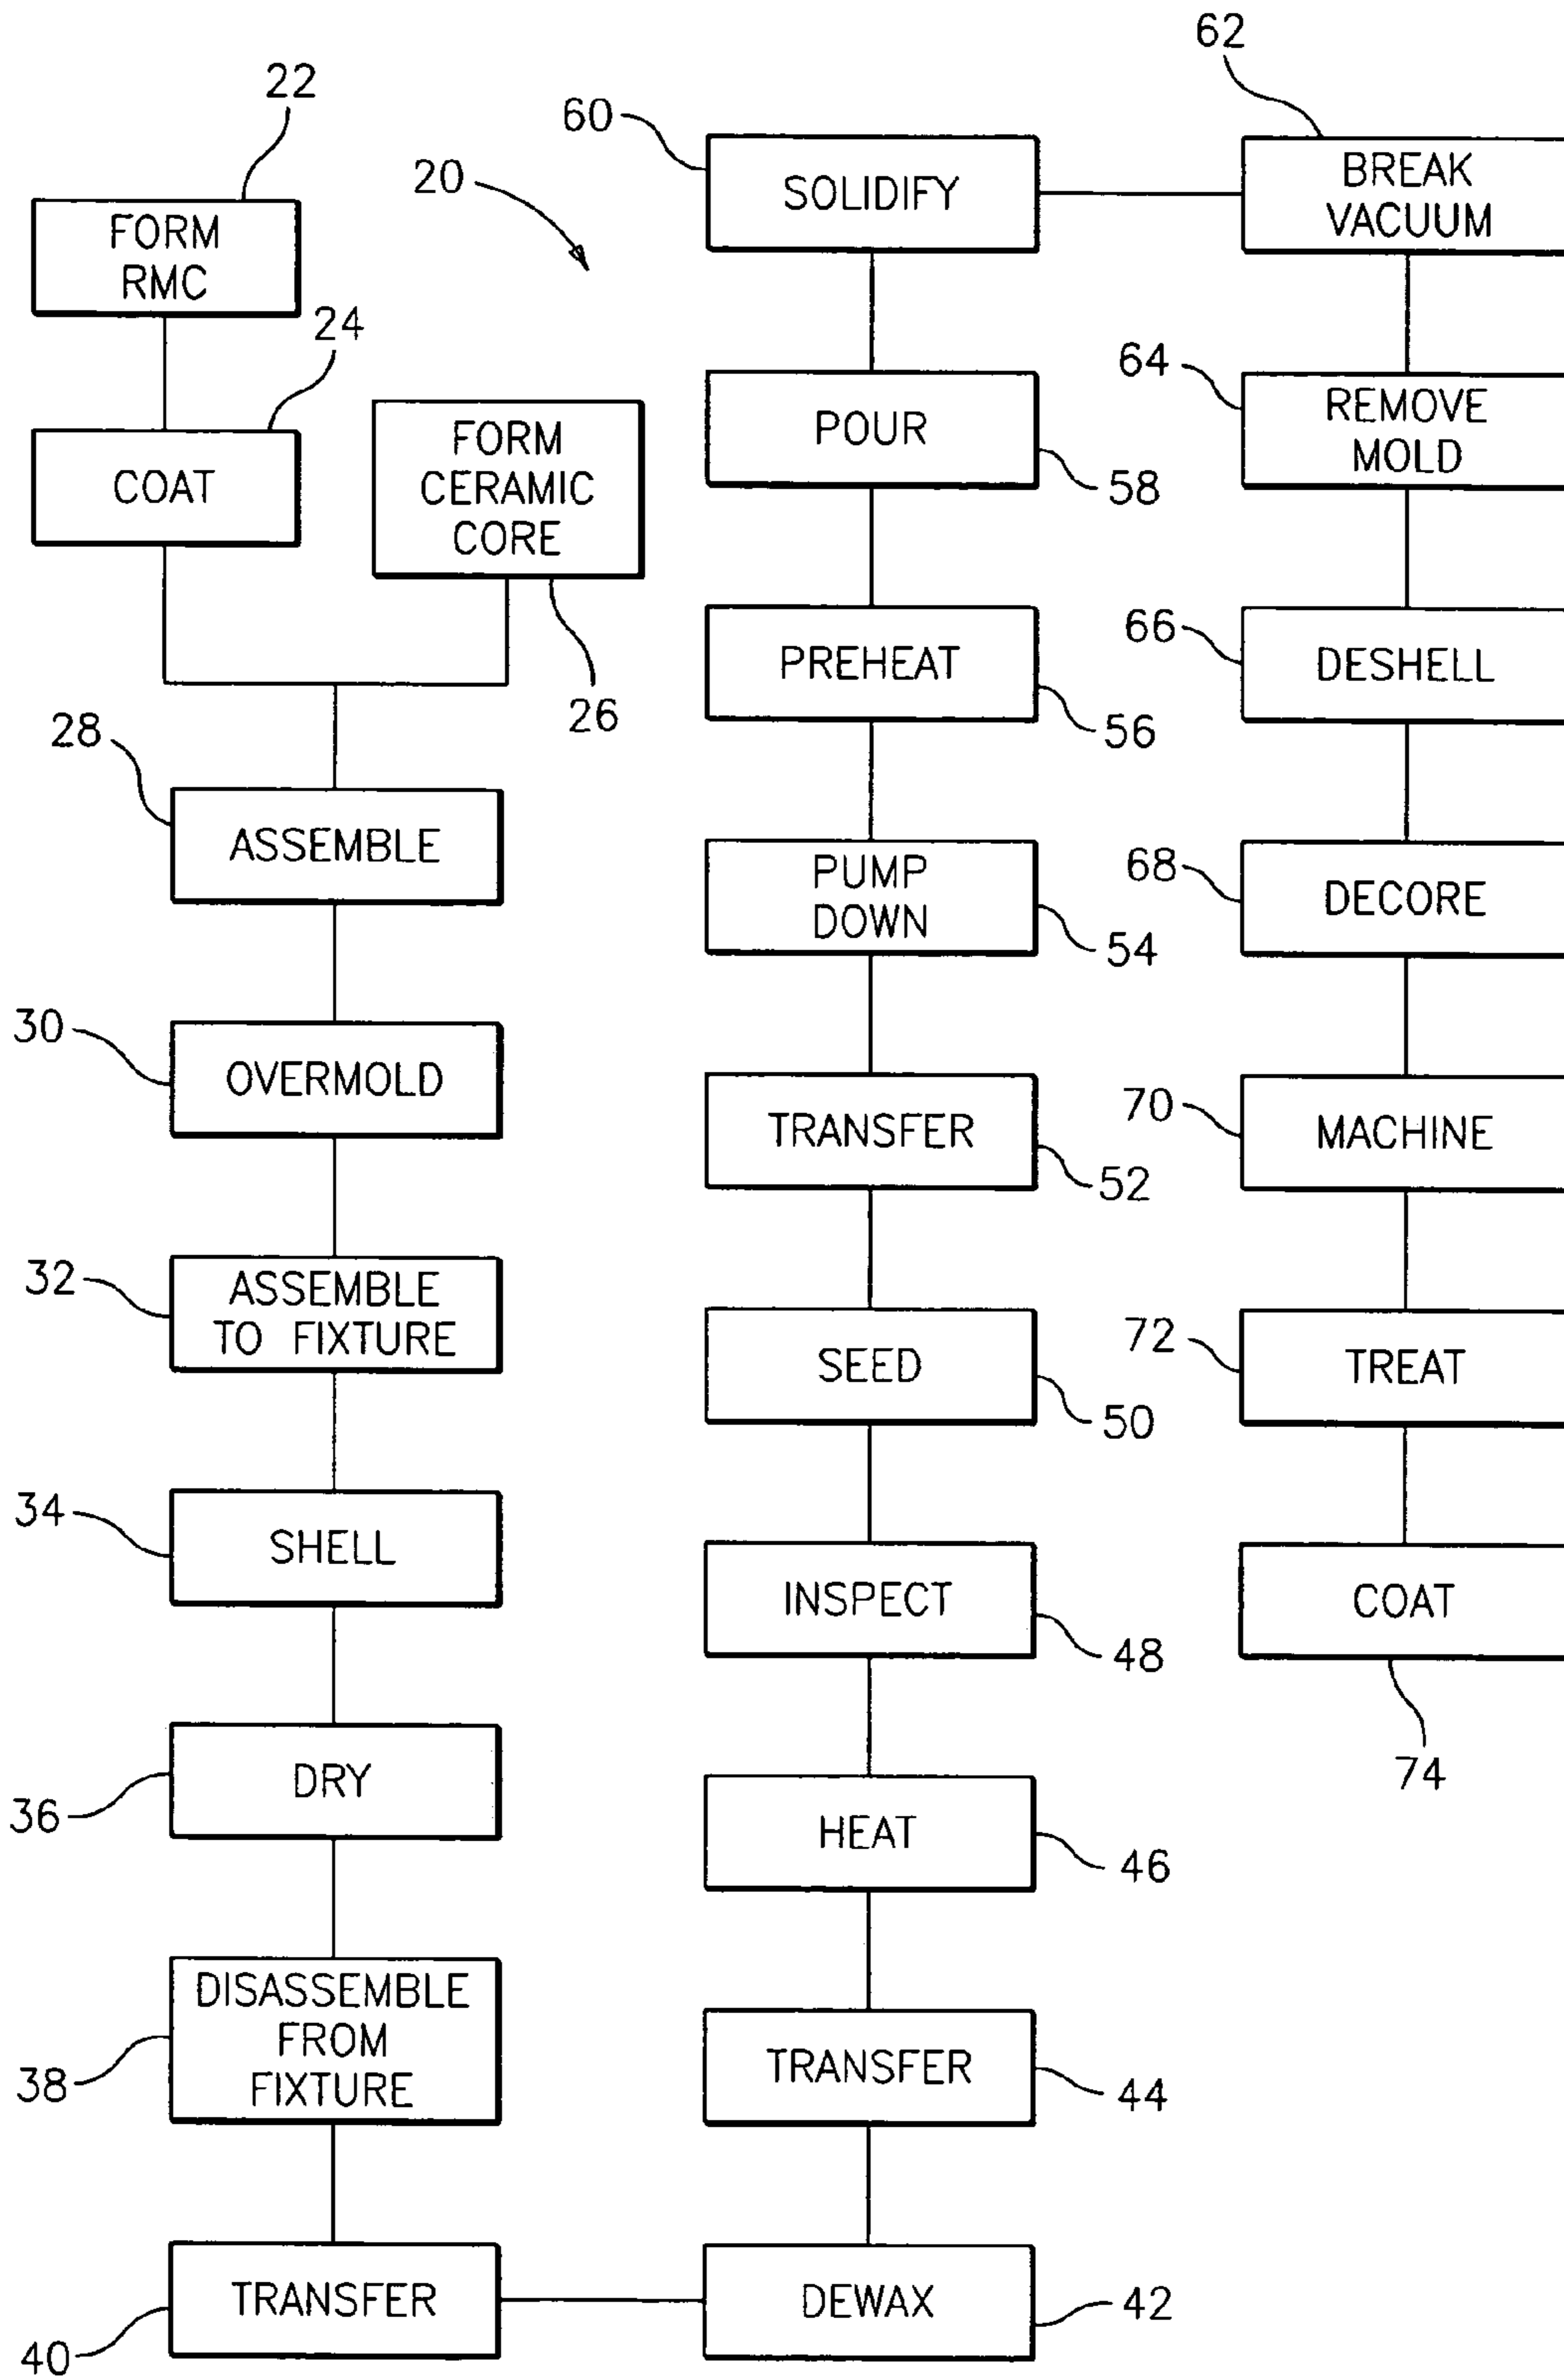 22
FORM
RMC
24
COAT
FORM
CERAMIC
CORE
26
28
ASSEMBLE
30
OVERMOLD
32
ASSEMBLE
TO FIXTURE
34
SHELL
36
DRY
38
DISASSEMBLE
FROM
FIXTURE
40
TRANSFER
DEWAX
42
TRANSFER
44
HEAT
46
INSPECT
48
SEED
50
TRANSFER
52
PUMP
DOWN
54
PREHEAT
56
POUR
58
60
SOLIDIFY
20
62
BREAK
VACUUM
64
REMOVE
MOLD
66
DESHELL
68
DECORE
70
MACHINE
72
TREAT
COAT
74